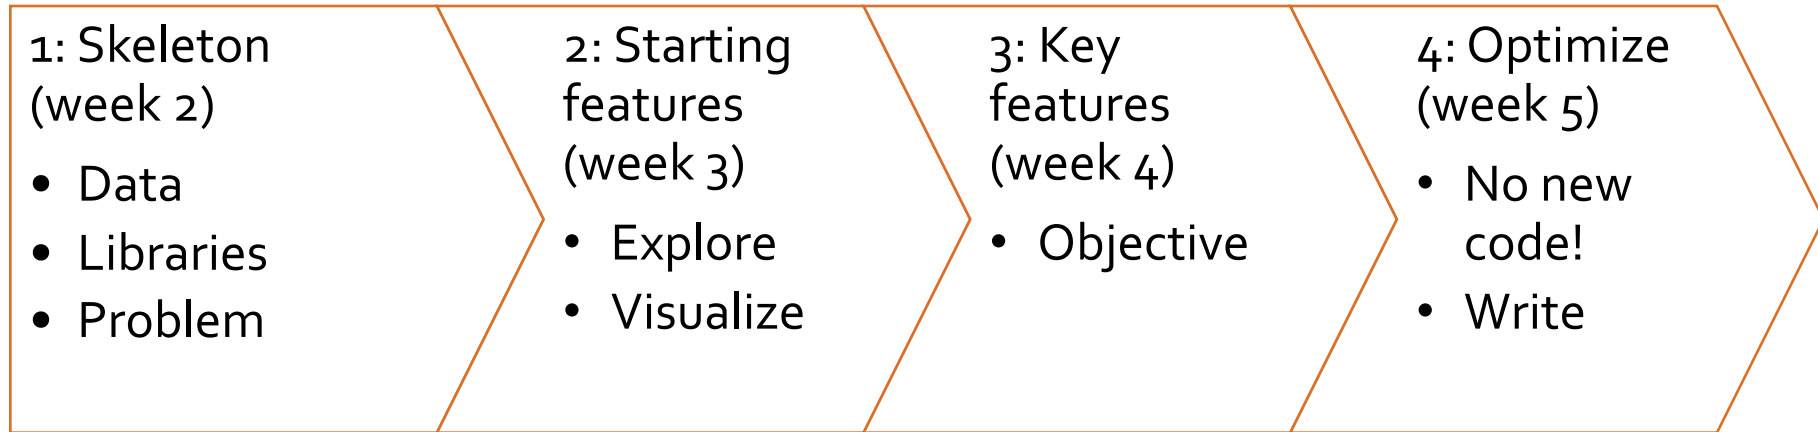 1: Skeleton
(week 2)
• Data
• Libraries
• Problem
2: Starting
features
(week 3)
• Explore
• Visualize
3: Key
features
(week 4)
• Objective
4: Optimize
(week 5)
• No new
code!
• Write